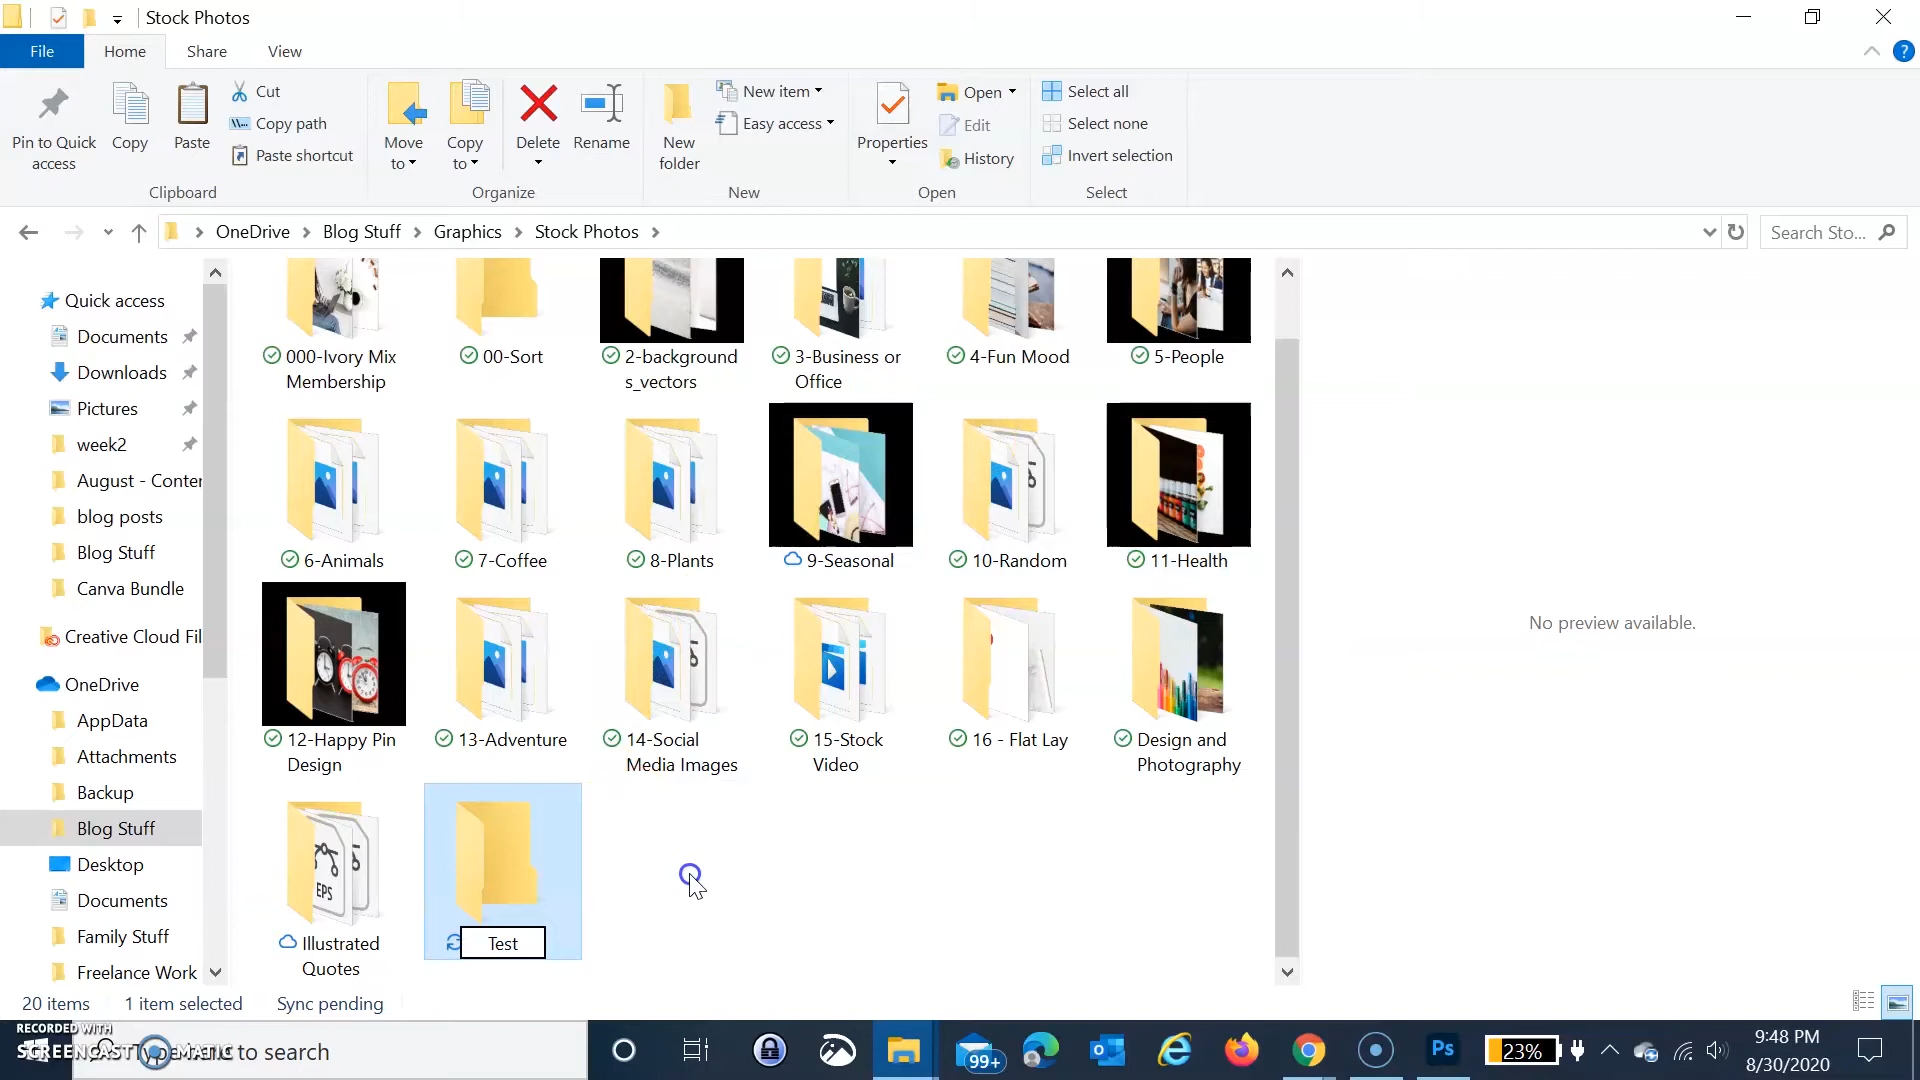 Stock Photos
File Home Share View
Pin to Quick access
Copy
Paste
Cut
Copy path
Paste shortcut
Clipboard
Move to
Copy to
Delete
Rename
Organize
New folder
New item
Easy access
New
Properties
Open
Edit
History
Open
Select all
Select none
Invert selection
Select
OneDrive Blog Stuff Graphics Stock Photos
Search Sto...
Quick access
Documents
Downloads
Pictures
week2
August - Conter
blog posts
Blog Stuff
Canva Bundle
Creative Cloud Fil
OneDrive
AppData
Attachments
Backup
Blog Stuff
Desktop
Documents
Family Stuff
Freelance Work
000-Ivory Mix Membership
00-Sort
2-background s_vectors
3-Business or Office
4-Fun Mood
5-People
6-Animals
7-Coffee
8-Plants
9-Seasonal
10-Random
11-Health
12-Happy Pin Design
13-Adventure
14-Social Media Images
15-Stock Video
16 - Flat Lay
Design and Photography
EPS
Illustrated Quotes
Test
No preview available.
20 items 1 item selected Sync pending
RECORDED WITH
SCREENCAST MATIC
Type here to search
99+
Ps
23%
9:48 PM
8/30/2020